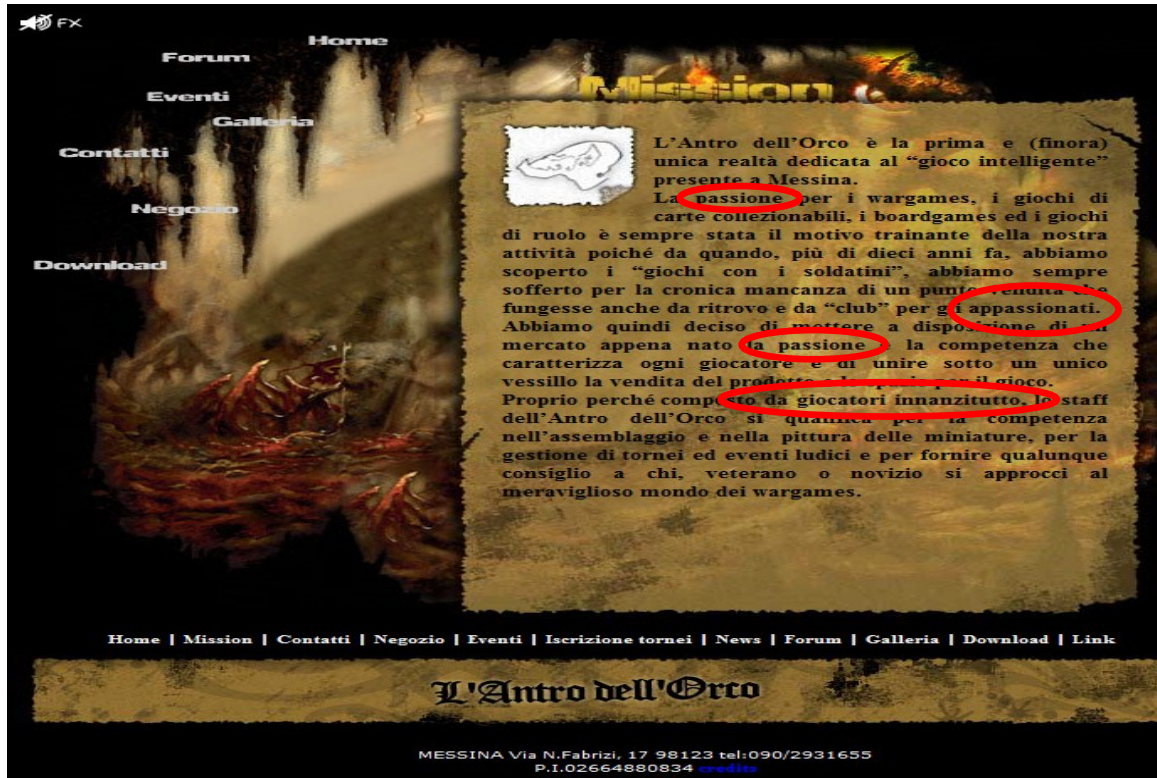 FX
Home
Forum
Eventi
Galleria
Contatti
Negozio
Download
Mission
L’Antro dell’Orco è la prima e (finora)
unica realtà dedicata al “gioco intelligente”
presente a Messina.
La passione per i wargames, i giochi di
carte collezionabili, i boardgames ed i giochi
di ruolo è sempre stata il motivo trainante della nostra
attività poiché da quando, più di dieci anni fa, abbiamo
scoperto i “giochi con i soldatini”, abbiamo sempre
sofferto per la cronica mancanza di un punto vendita che
fungesse anche da ritrovo e da “club” per gli appassionati.
Abbiamo quindi deciso di mettere a disposizione di un
mercato appena nato la passione e la competenza che
caratterizza ogni giocatore e di unire sotto un unico
vessillo la vendita del prodotto e lo spazio per il gioco.
Proprio perché composto da giocatori innanzitutto, lo staff
dell’Antro dell’Orco si qualifica per la competenza
nell’assemblaggio e nella pittura delle miniature, per la
gestione di tornei ed eventi ludici e per fornire qualunque
consiglio a chi, veterano o novizio si approcci al
meraviglioso mondo dei wargames.
Home | Mission | Contatti | Negozio | Eventi | Iscrizione tornei | News | Forum | Galleria | Download | Link
L'Antro dell'Orco
MESSINA Via N.Fabrizi, 17 98123 tel:090/2931655
P.I.02664880834 credits